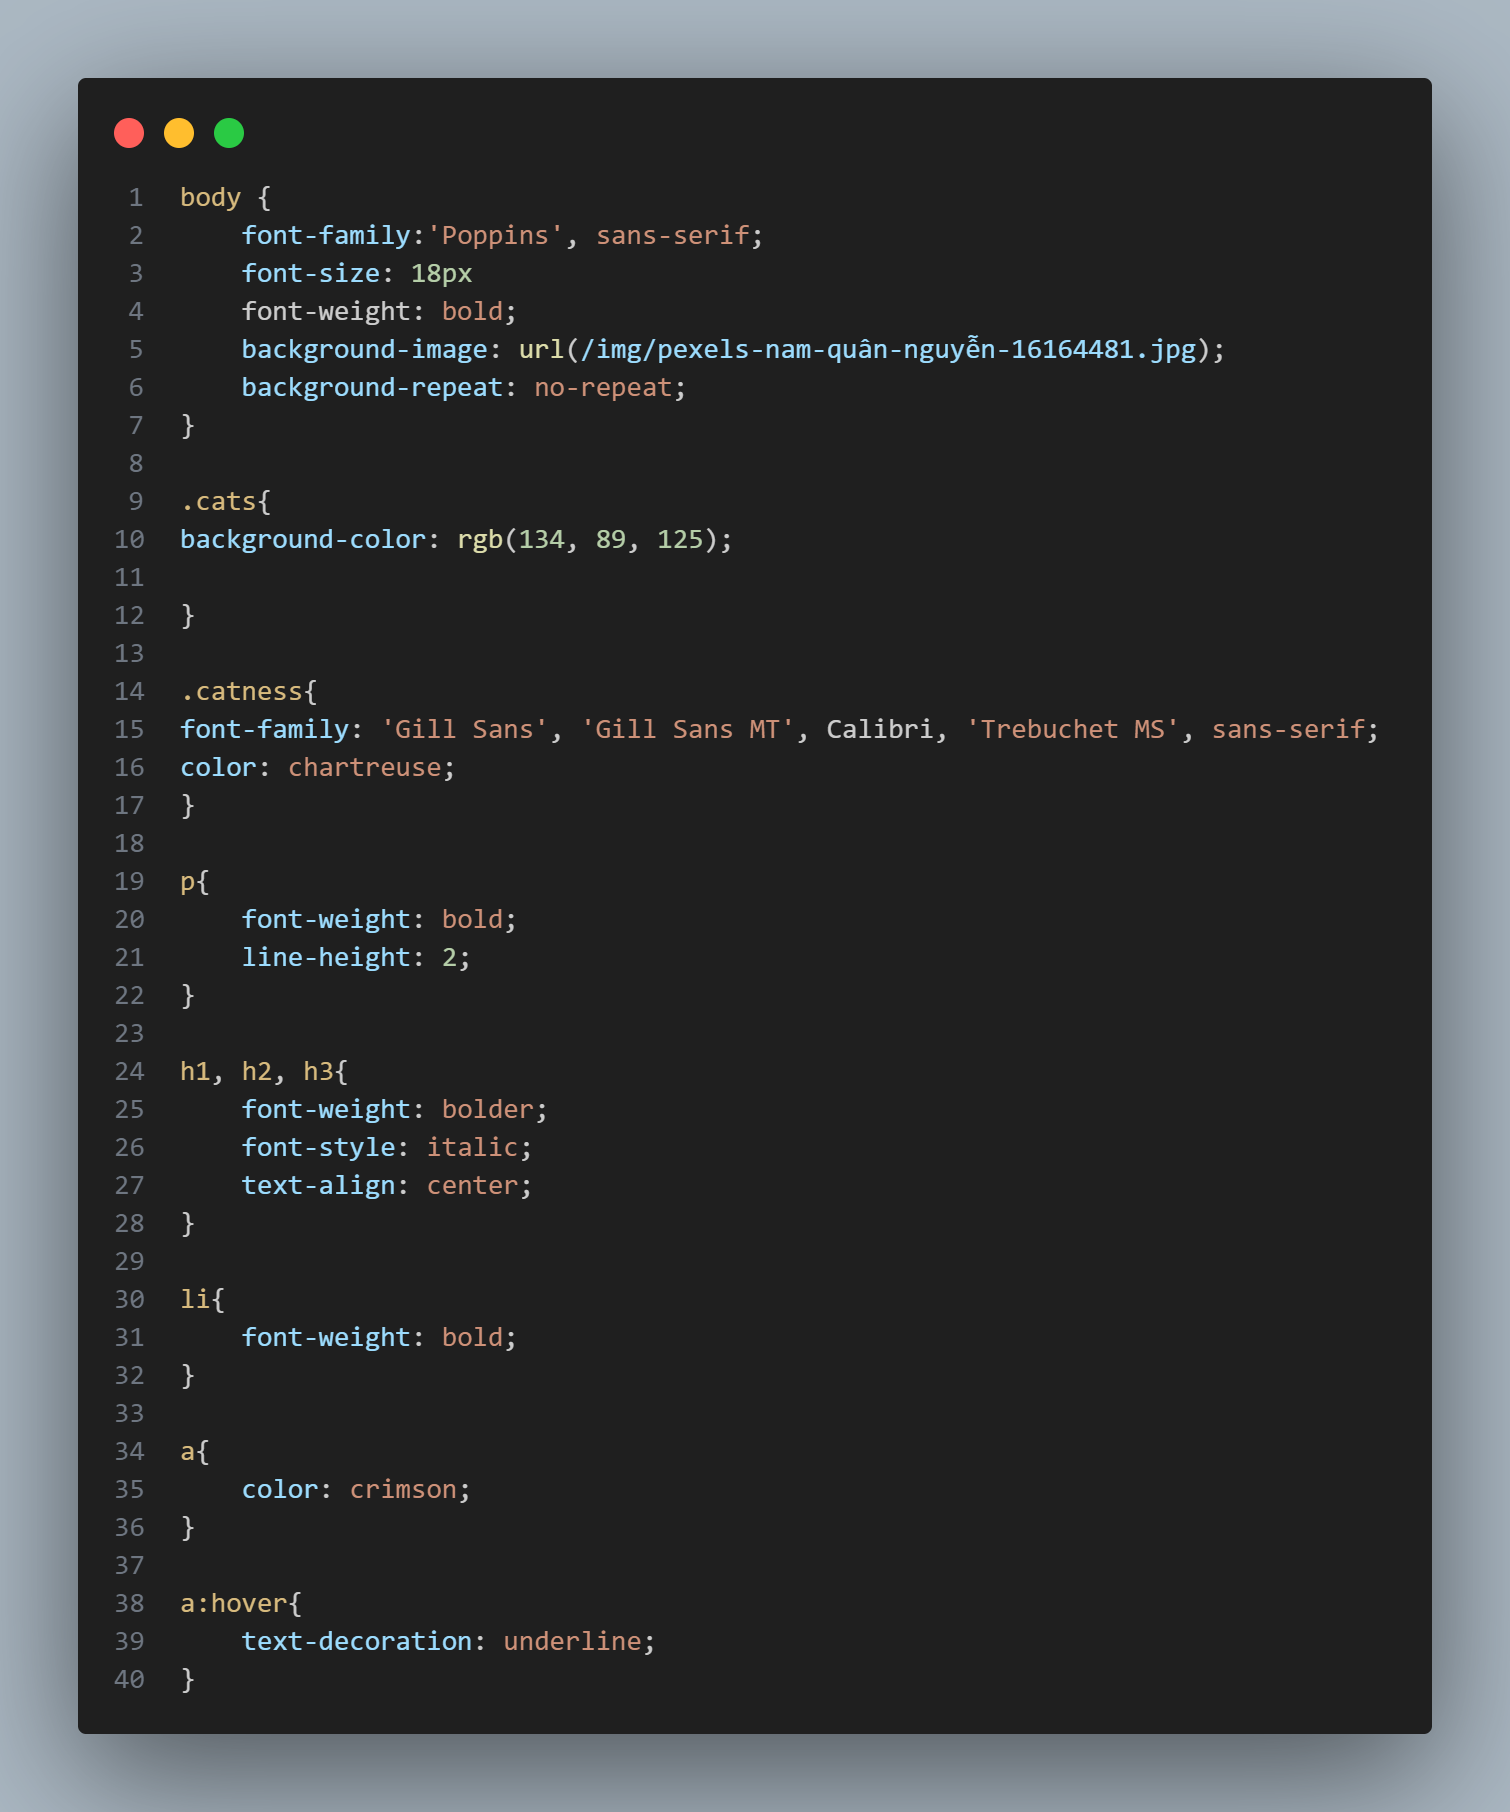 1 body {
2     font-family:'Poppins', sans-serif;
3     font-size: 18px
4     font-weight: bold;
5     background-image: url(/img/pexels-nam-quân-nguyễn-16164481.jpg);
6     background-repeat: no-repeat;
7 }
8
9 .cats{
10 background-color: rgb(134, 89, 125);
11
12 }
13
14 .catness{
15 font-family: 'Gill Sans', 'Gill Sans MT', Calibri, 'Trebuchet MS', sans-serif;
16 color: chartreuse;
17 }
18
19 p{
20     font-weight: bold;
21     line-height: 2;
22 }
23
24 h1, h2, h3{
25     font-weight: bolder;
26     font-style: italic;
27     text-align: center;
28 }
29
30 li{
31     font-weight: bold;
32 }
33
34 a{
35     color: crimson;
36 }
37
38 a:hover{
39     text-decoration: underline;
40 }